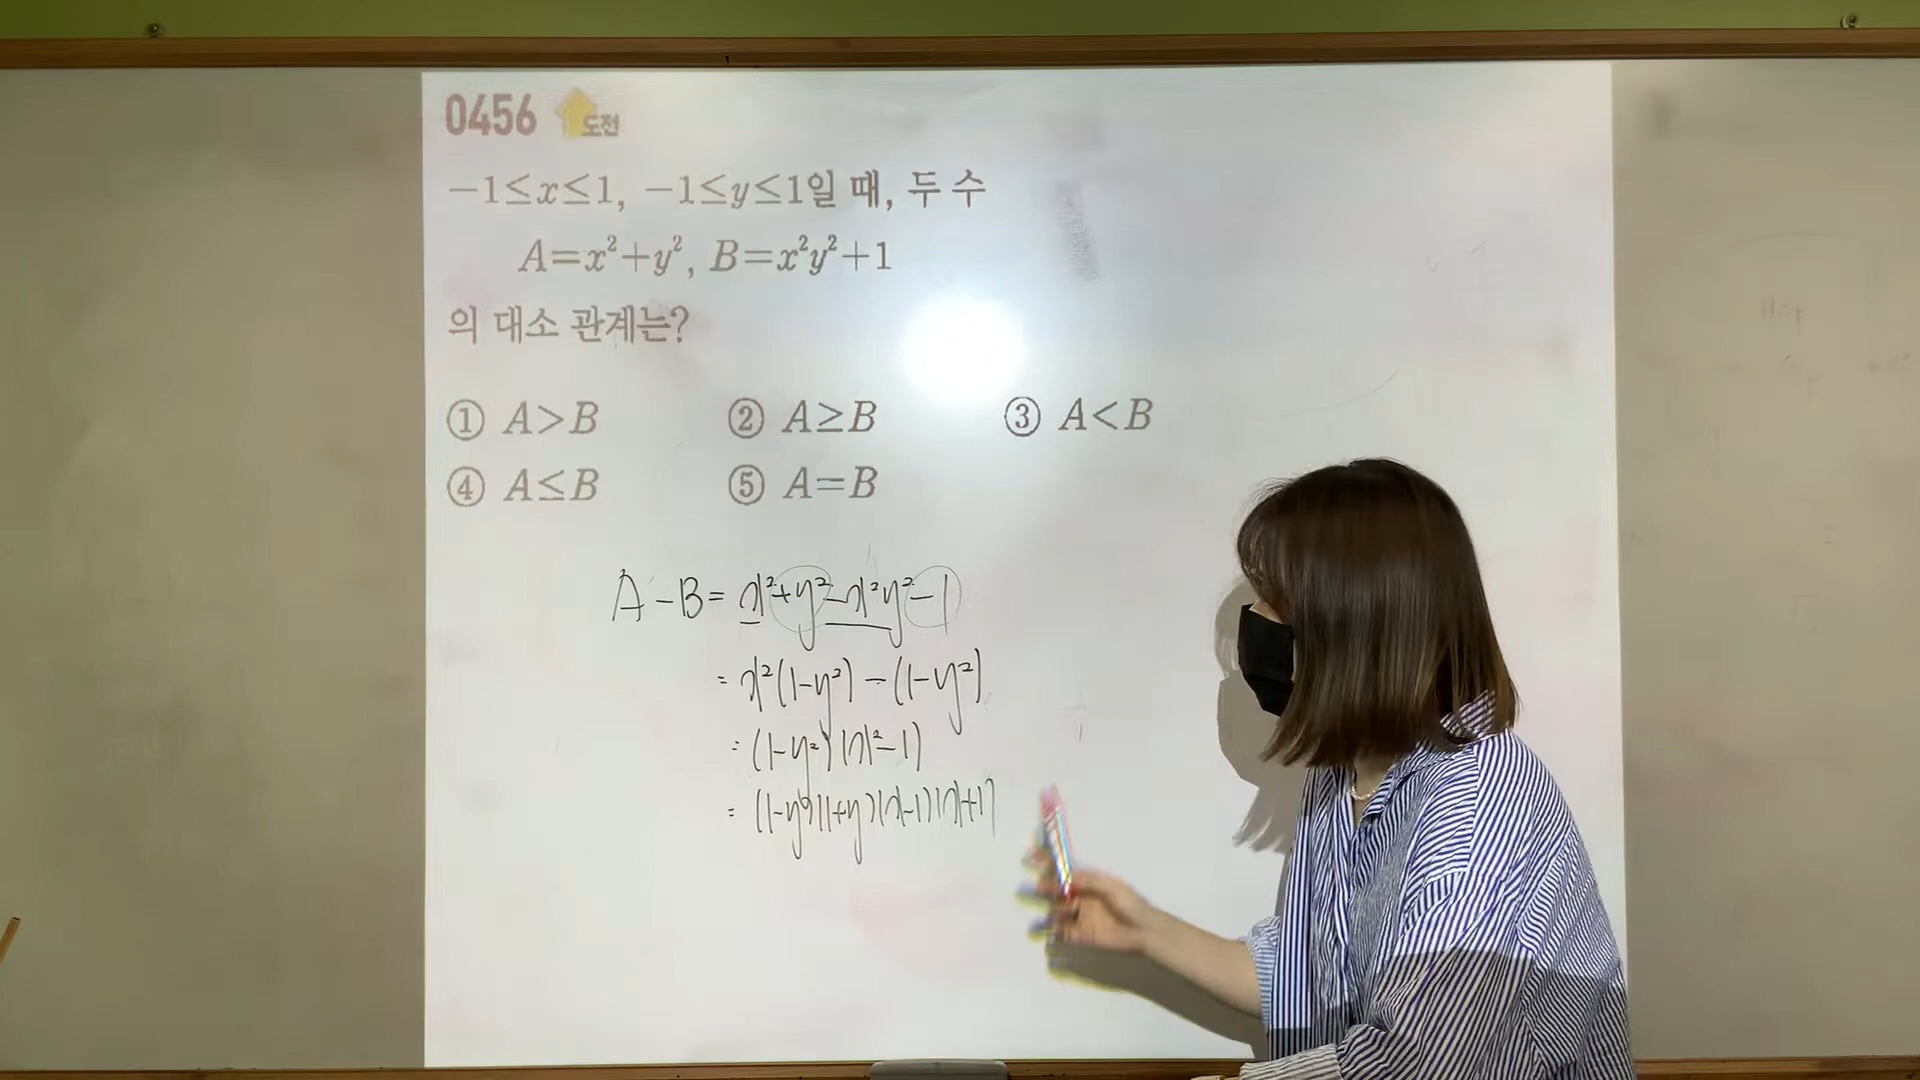 0456 도전
−1≤x≤1, −1≤y≤1일 때, 두 수
A=x²+y², B=x²y²+1
의 대소 관계는?
① A>B ② A≥B ③ A<B
④ A≤B ⑤ A=B
A−B= x²+y²−x²y²−1
= x²(1−y²)−(1−y²)
= (1−y²)(x²−1)
= (1−y)(1+y)(x−1)(x+1)